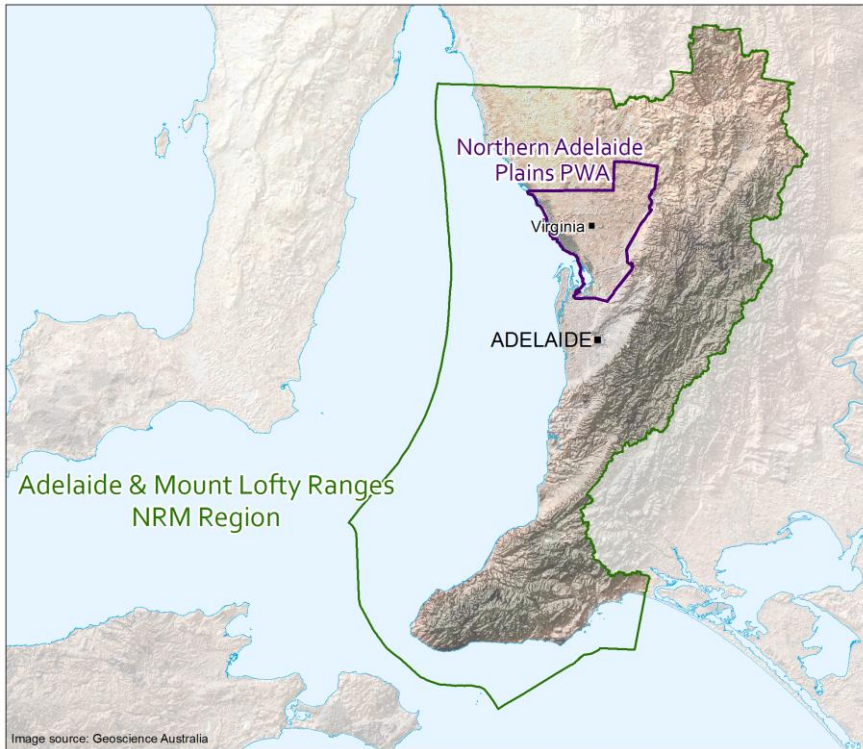 Northern Adelaide
Plains PWA
Virginia
ADELAIDE
Adelaide & Mount Lofty Ranges
NRM Region
Image source: Geoscience Australia